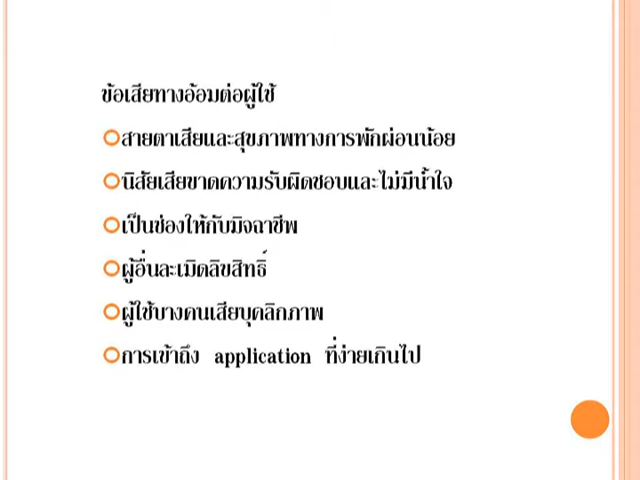 ข้อเสียทางอ้อมต่อผู้ใช้
สายตาเสียและสุขภาพทางการพักผ่อนน้อย
นิสัยเสียขาดความรับผิดชอบและไม่มีน้ำใจ
เป็นช่องให้กับมิจฉาชีพ
ผู้อื่นละเมิดลิขสิทธิ์
ผู้ใช้บางคนเสียบุคลิกภาพ
การเข้าถึง application ที่ง่ายเกินไป